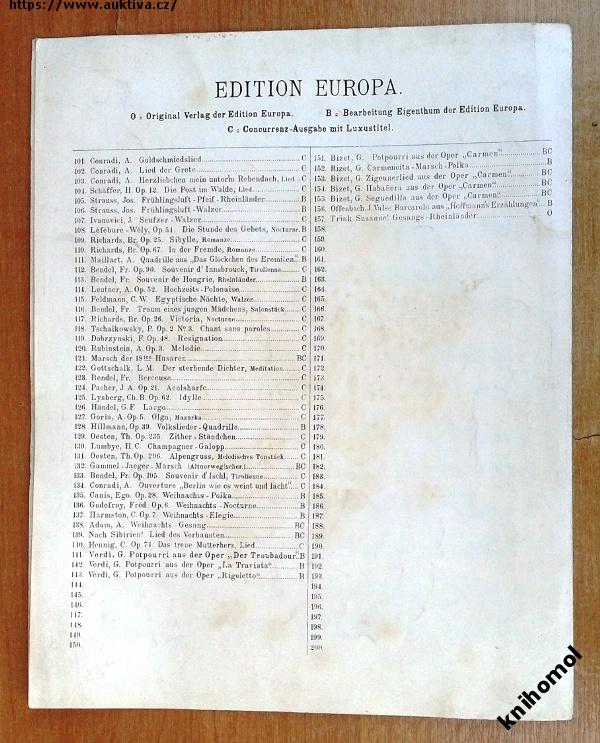 https://www.auktiva.cz/
EDITION EUROPA.
O = Original Verlag der Edition Europa. B = Bearbeitung Eigenthum der Edition Europa.
C = Concurrenz-Ausgabe mit Luxustitel.
101. Conradi, A. Goldschmiedslied C
102. Conradi, A. Lied der Grete C
103. Conradi, A. Herzliebchen mein unter'm Rebendach, Lied C
104. Schäffer, H. Op. 13. Die Post im Walde, Lied C
105. Strauss, Jos. Frühlingsluft-Pfeif-Rheinländer B
106. Strauss, Jos. Frühlingsluft-Walzer B
107. Ivanovici, J. Seufzer-Walzer C
108. Léfebure-Wély, Op. 54. Die Stunde des Gebets, Nocturne B
109. Richards, Br. Op. 25. Sibylle, Romanze C
110. Richards, Br. Op. 67. In der Fremde, Romanze C
111. Maillart, A. Quadrille aus „Das Glöckchen des Eremiten" B
112. Bendel, Fr. Op. 90. Souvenir d' Innsbrouck, Tirolienne C
113. Bendel, Fr. Souvenir de Hongrie, Rheinländer B
114. Leutner, A. Op. 52. Hochzeits-Polonaise C
115. Feldmann, C. W. Egyptische Nächte, Walzer C
116. Bendel, Fr. Traum eines jungen Mädchens, Salonstück C
117. Richards, Br. Op. 26. Victoria, Nocturne C
118. Tschaikowsky, P. Op. 2 No 3. Chant sans paroles C
119. Dobrzynski, P. Op. 48. Resignation C
120. Rubinstein, A. Op. 3. Melodie C
121. Marsch der 18ten Husaren BC
122. Gottschalk, L. M. Der sterbende Dichter, Meditation C
123. Bendel, Fr. Berceuse C
124. Pacher, J. A. Op. 21. Aeolsharfe C
125. Lysberg, Ch. B. Op. 62. Idylle C
126. Händel, G. F. Largo C
127. Goria, A. Op. 5. Olga, Mazurka C
128. Hillmann, Op. 39. Volkslieder-Quadrille B
129. Oesten, Th. Op. 235. Zither-Ständchen C
130. Lumbye, H. C. Champagner-Galopp C
131. Oesten, Th. Op. 296. Alpengruss, Melodisches Tonstück C
132. Gammel-Jaeger-Marsch (Altnorwegischer) BC
133. Bendel, Fr. Op. 105. Souvenir d'Ischl, Tirolienne C
134. Conradi, A. Ouverture „Berlin wie es weint und lacht" C
135. Canis, Ego. Op. 28. Weihnachts-Polka B
136. Godefroy, Fréd. Op. 6. Weihnachts-Nocturne B
137. Harmston, C. Op. 7. Weihnachts-Elegie B
138. Adam, A. Weihnachts-Gesang BC
139. Nach Sibirien! Lied des Verbannten BC
140. Hennig, C. Op. 71. Das treue Mutterherz, Lied C
141. Verdi, G. Potpourri aus der Oper „Der Troubadour" B
142. Verdi, G. Potpourri aus der Oper „La Traviata" B
143. Verdi, G. Potpourri aus der Oper „Rigoletto" B
144.
145.
146.
147.
148.
149.
150.
151. Bizet, G. Potpourri aus der Oper „Carmen" BC
152. Bizet, G. Carmencita-Marsch-Polka B
153. Bizet, G. Zigeunerlied aus der Oper „Carmen" BC
154. Bizet, G. Habañera aus der Oper „Carmen" BC
155. Bizet, G. Seguedilla aus der Oper „Carmen" BC
156. Offenbach, J. Valse Barcarole aus „Hoffmann's Erzählungen" B
157. Trink Susanne! Gesangs-Rheinländer O
158.
159.
160.
161.
162.
163.
164.
165.
166.
167.
168.
169.
170.
171.
172.
173.
174.
175.
176.
177.
178.
179.
180.
181.
182.
183.
184.
185.
186.
187.
188.
189.
190.
191.
192.
193.
194.
195.
196.
197.
198.
199.
200.
knihomol